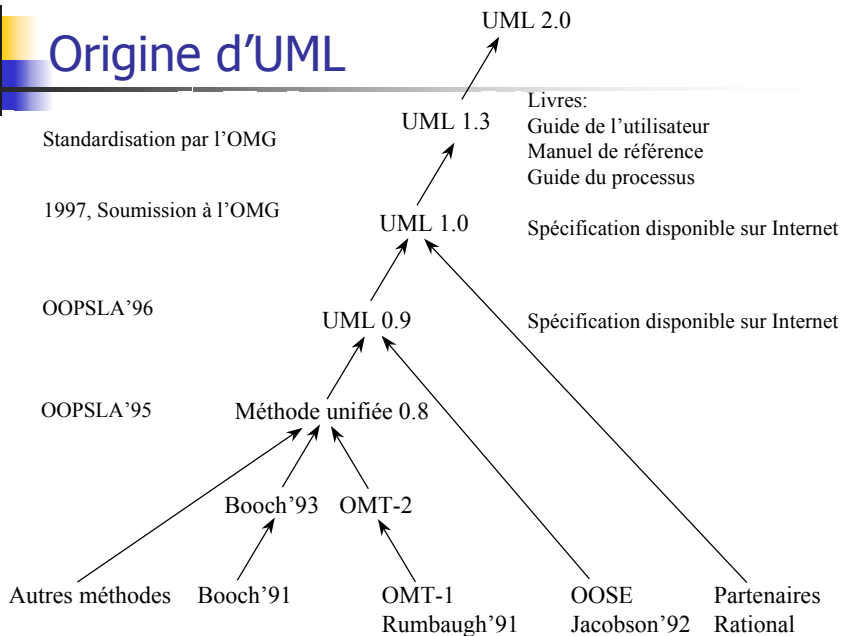 UML 2.0
Origine d'UML
Livres:
UML 1.3
Guide de l'utilisateur
Standardisation par l'OMG
Manuel de référence
Guide du processus
1997, Soumission à l'OMG
UML 1.0
Spécification disponible sur Internet
OOPSLA'96
UML 0.9
Spécification disponible sur Internet
OOPSLA'95
Méthode unifiée 0.8
Booch'93
OMT-2
Autres méthodes
Booch'91
OMT-1
Rumbaugh'91
OOSE
Jacobson'92
Partenaires
Rational